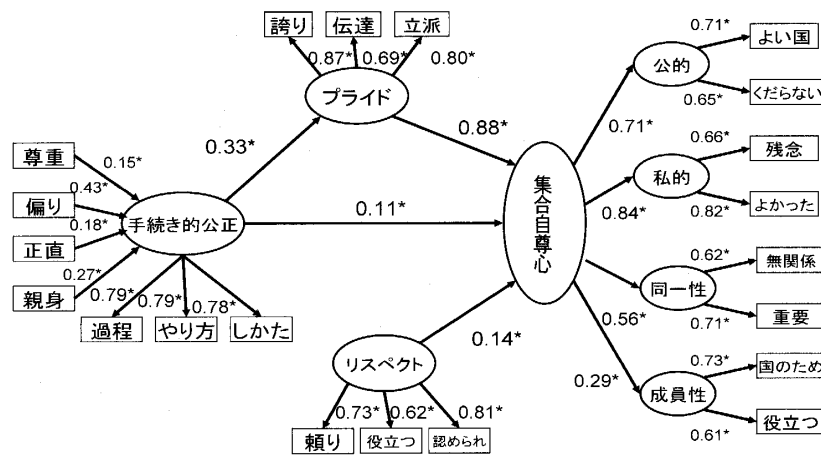 誇り
伝達
立派
0.87*
0.69*
0.80*
プライド
0.33*
0.88*
尊重
0.15*
偏り
0.43*
正直
0.18*
親身
0.27*
手続き的公正
0.11*
0.79*
0.79*
0.78*
過程
やり方
しかた
集合自尊心
0.14*
リスペクト
0.73*
0.62*
0.81*
頼り
役立つ
認められ
0.71*
公的
0.71*
よい国
0.65*
くだらない
0.84*
私的
0.66*
残念
0.82*
よかった
0.56*
同一性
0.62*
無関係
0.71*
重要
0.29*
成員性
0.73*
国のため
0.61*
役立つ